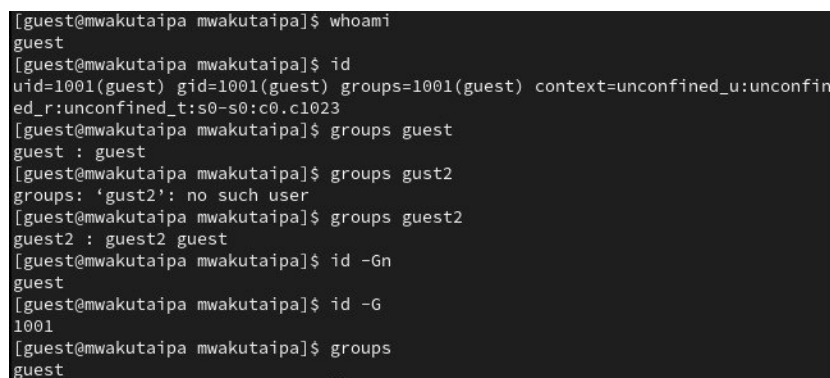 [guest@mwakutaipa mwakutaipa]$ whoami
guest
[guest@mwakutaipa mwakutaipa]$ id
uid=1001(guest) gid=1001(guest) groups=1001(guest) context=unconfined_u:unconfin
ed_r:unconfined_t:s0-s0:c0.c1023
[guest@mwakutaipa mwakutaipa]$ groups guest
guest : guest
[guest@mwakutaipa mwakutaipa]$ groups gust2
groups: ‘gust2’: no such user
[guest@mwakutaipa mwakutaipa]$ groups guest2
guest2 : guest2 guest
[guest@mwakutaipa mwakutaipa]$ id -Gn
guest
[guest@mwakutaipa mwakutaipa]$ id -G
1001
[guest@mwakutaipa mwakutaipa]$ groups
guest